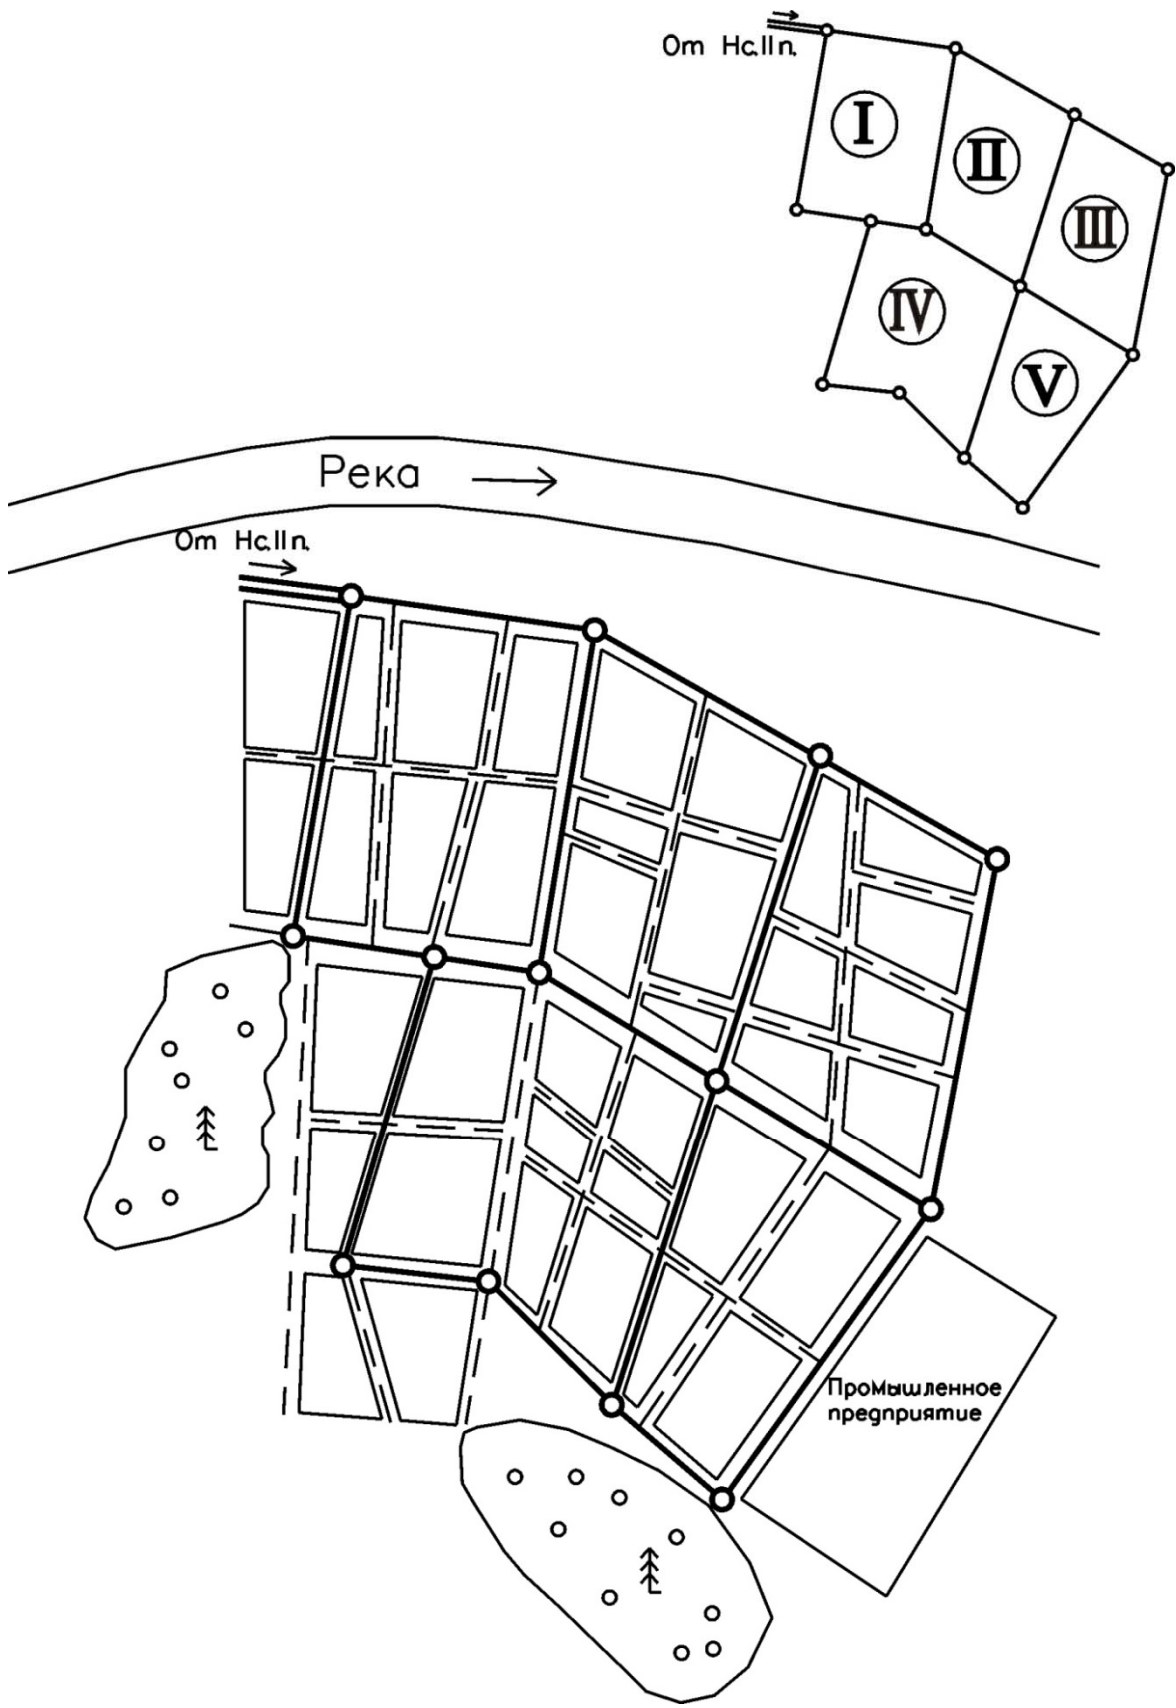 От Нс.II п.
I
II
III
IV
V
Река
От Нс.II п.
Промышленное
предприятие